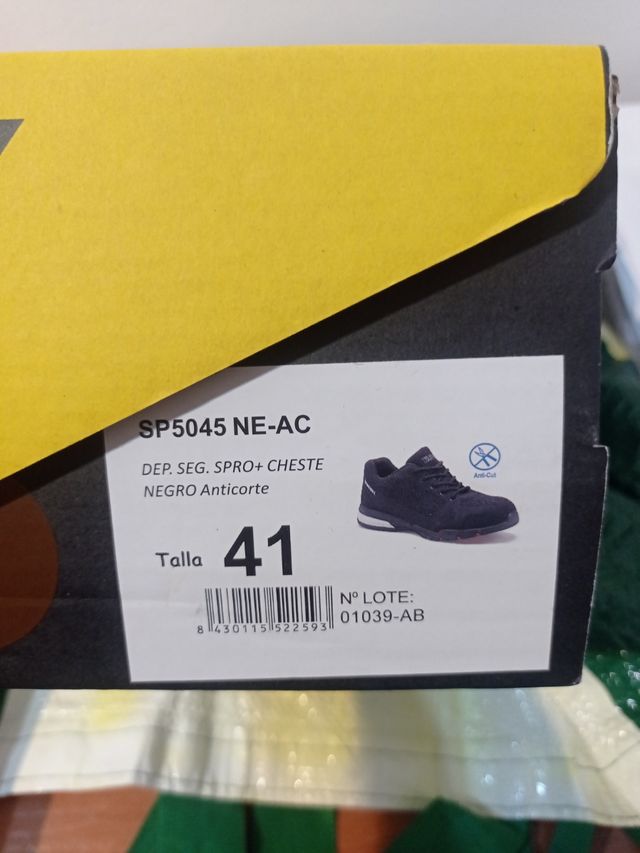 SP5045 NE-AC
DEP. SEG. SPRO+ CHESTE
NEGRO Anticorte
Anti-Cut
Talla 41
8 430115 522593
Nº LOTE:
01039-AB